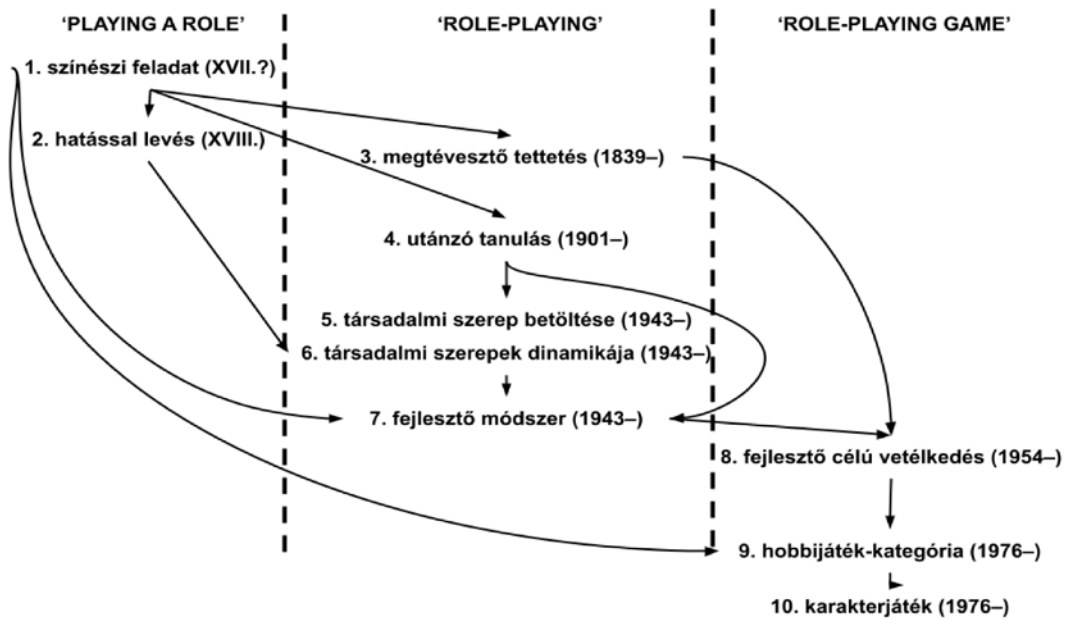 ‘PLAYING A ROLE’
‘ROLE-PLAYING’
‘ROLE-PLAYING GAME’
1. színészi feladat (XVII.?)
2. hatással levés (XVIII.)
3. megtévesztő tettetés (1839–)
4. utánzó tanulás (1901–)
5. társadalmi szerep betöltése (1943–)
6. társadalmi szerepek dinamikája (1943–)
7. fejlesztő módszer (1943–)
8. fejlesztő célú vetélkedés (1954–)
9. hobbijáték-kategória (1976–)
10. karakterjáték (1976–)